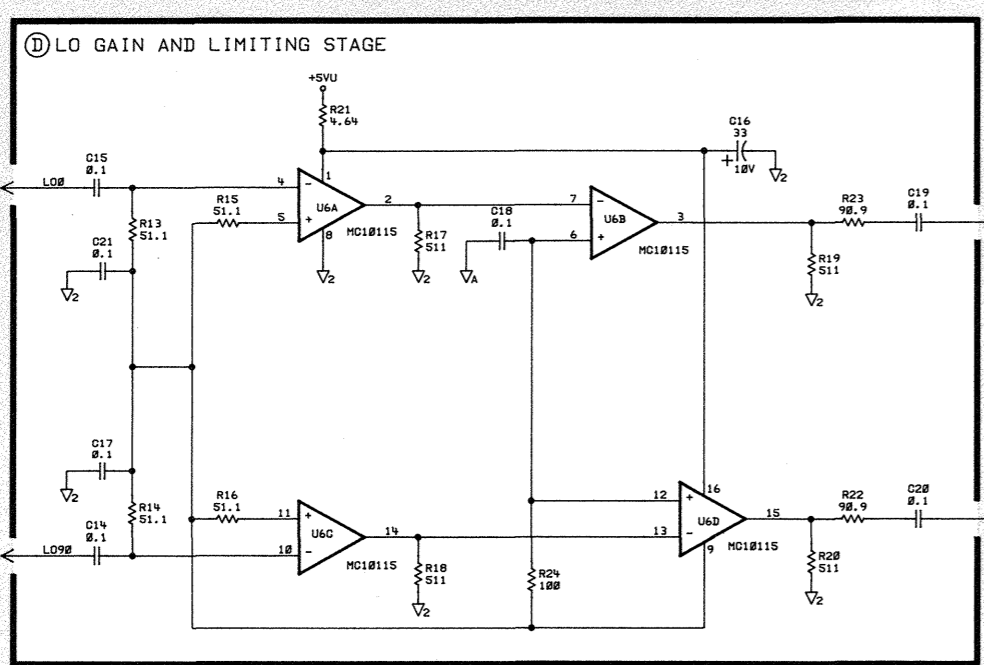 D LO GAIN AND LIMITING STAGE
+5VU
R21
4.64
C16
33
+
10V
2
C15
0.1
LO0
R13
51.1
C21
0.1
2
R15
51.1
4
-
5
+
1
U6A
8
2
MC10115
2
R17
511
2
C18
0.1
A
7
-
6
+
U6B
3
MC10115
R23
90.9
C19
0.1
R19
511
2
C17
0.1
2
R14
51.1
C14
0.1
LO90
R16
51.1
11
+
10
-
U6C
14
MC10115
R18
511
2
R24
100
12
+
13
-
16
U6D
9
15
MC10115
R22
90.9
C20
0.1
R20
511
2